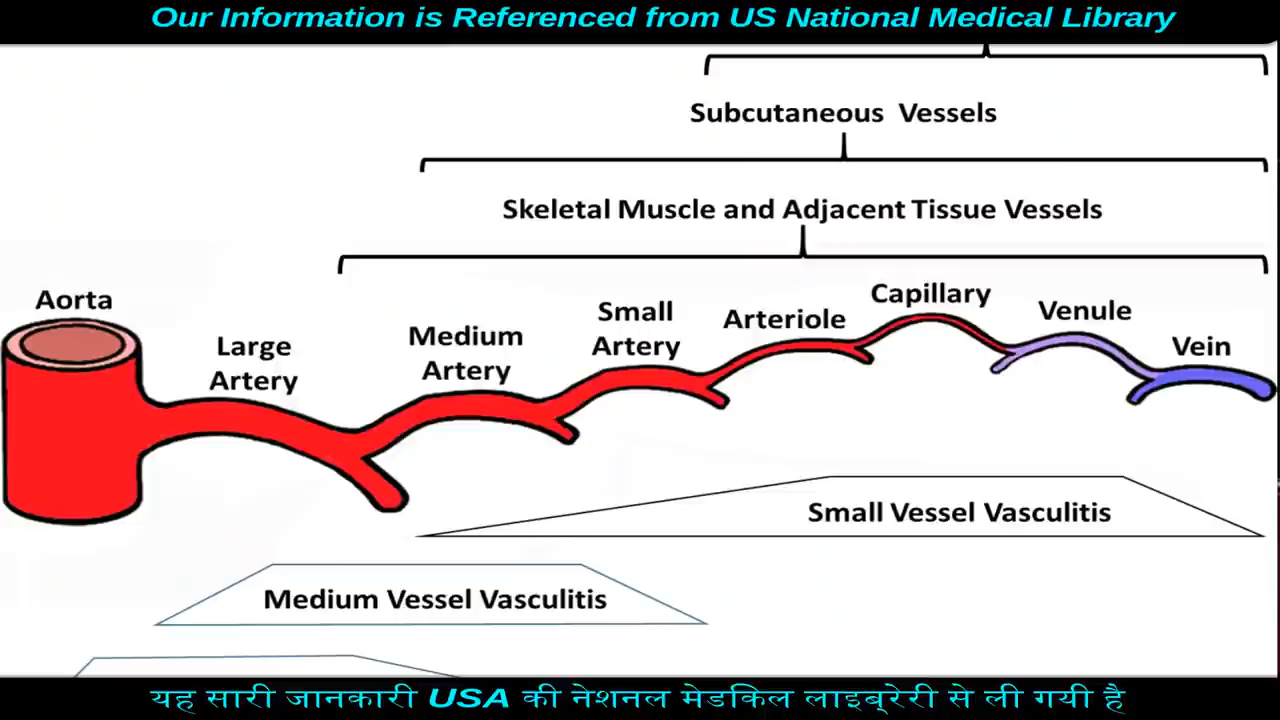 Our Information is Referenced from US National Medical Library
Subcutaneous Vessels
Skeletal Muscle and Adjacent Tissue Vessels
Aorta
Large
Artery
Medium
Artery
Small
Artery
Arteriole
Capillary
Venule
Vein
Small Vessel Vasculitis
Medium Vessel Vasculitis
यह सारी जानकारी USA की नेशनल मेडिकल लाइब्रेरी से ली गयी है